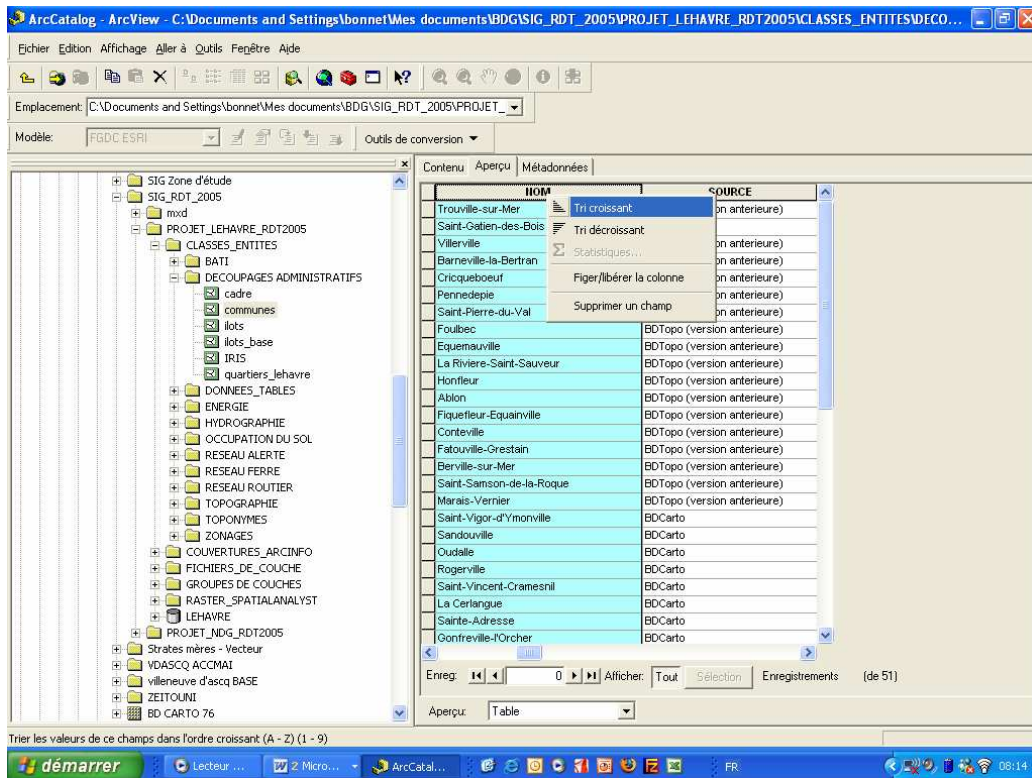 ArcCatalog - ArcView - C:\Documents and Settings\bonnet\Mes documents\BDG\SIG_RDT_2005\PROJET_LEHAVRE_RDT2005\CLASSES_ENTITES\DECO...
Fichier Edition Affichage Aller à Outils Fenêtre Aide
Emplacement: C:\Documents and Settings\bonnet\Mes documents\BDG\SIG_RDT_2005\PROJET_
Modèle: FGDC ESRI Outils de conversion
Contenu Aperçu Métadonnées
SIG Zone d'étude
SIG_RDT_2005
mxd
PROJET_LEHAVRE_RDT2005
CLASSES_ENTITES
BATI
DECOUPAGES ADMINISTRATIFS
cadre
communes
ilots
ilots_base
IRIS
quartiers_lehavre
DONNEES_TABLES
ENERGIE
HYDROGRAPHIE
OCCUPATION DU SOL
RESEAU ALERTE
RESEAU FERRE
RESEAU ROUTIER
TOPOGRAPHIE
TOPONYMES
ZONAGES
COUVERTURES_ARCINFO
FICHIERS_DE_COUCHE
GROUPES DE COUCHES
RASTER_SPATIALANALYST
LEHAVRE
PROJET_NDG_RDT2005
Strates mères - Vecteur
VDASCQ ACCMAI
villeneuve d'ascq BASE
ZEITOUNI
BD CARTO 76
NOM SOURCE
Trouville-sur-Mer on anterieure)
Saint-Gatien-des-Bois
Villerville on anterieure)
Barneville-la-Bertran on anterieure)
Cricqueboeuf on anterieure)
Pennedepie on anterieure)
Saint-Pierre-du-Val on anterieure)
Foulbec BDTopo (version anterieure)
Equemauville BDTopo (version anterieure)
La Riviere-Saint-Sauveur BDTopo (version anterieure)
Honfleur BDTopo (version anterieure)
Ablon BDTopo (version anterieure)
Fiquefleur-Equainville BDTopo (version anterieure)
Conteville BDTopo (version anterieure)
Fatouville-Grestain BDTopo (version anterieure)
Berville-sur-Mer BDTopo (version anterieure)
Saint-Samson-de-la-Roque BDTopo (version anterieure)
Marais-Vernier BDTopo (version anterieure)
Saint-Vigor-d'Ymonville BDCarto
Sandouville BDCarto
Oudalle BDCarto
Rogerville BDCarto
Saint-Vincent-Cramesnil BDCarto
La Cerlangue BDCarto
Sainte-Adresse BDCarto
Gonfreville-l'Orcher BDCarto
Tri croissant
Tri décroissant
Statistiques...
Figer/libérer la colonne
Supprimer un champ
Enreg: 0 Afficher: Tout Sélection Enregistrements (de 51)
Aperçu: Table
Trier les valeurs de ce champs dans l'ordre croissant (A - Z) (1 - 9)
démarrer Lecteur ... 2 Micro... ArcCatal... FR 08:14